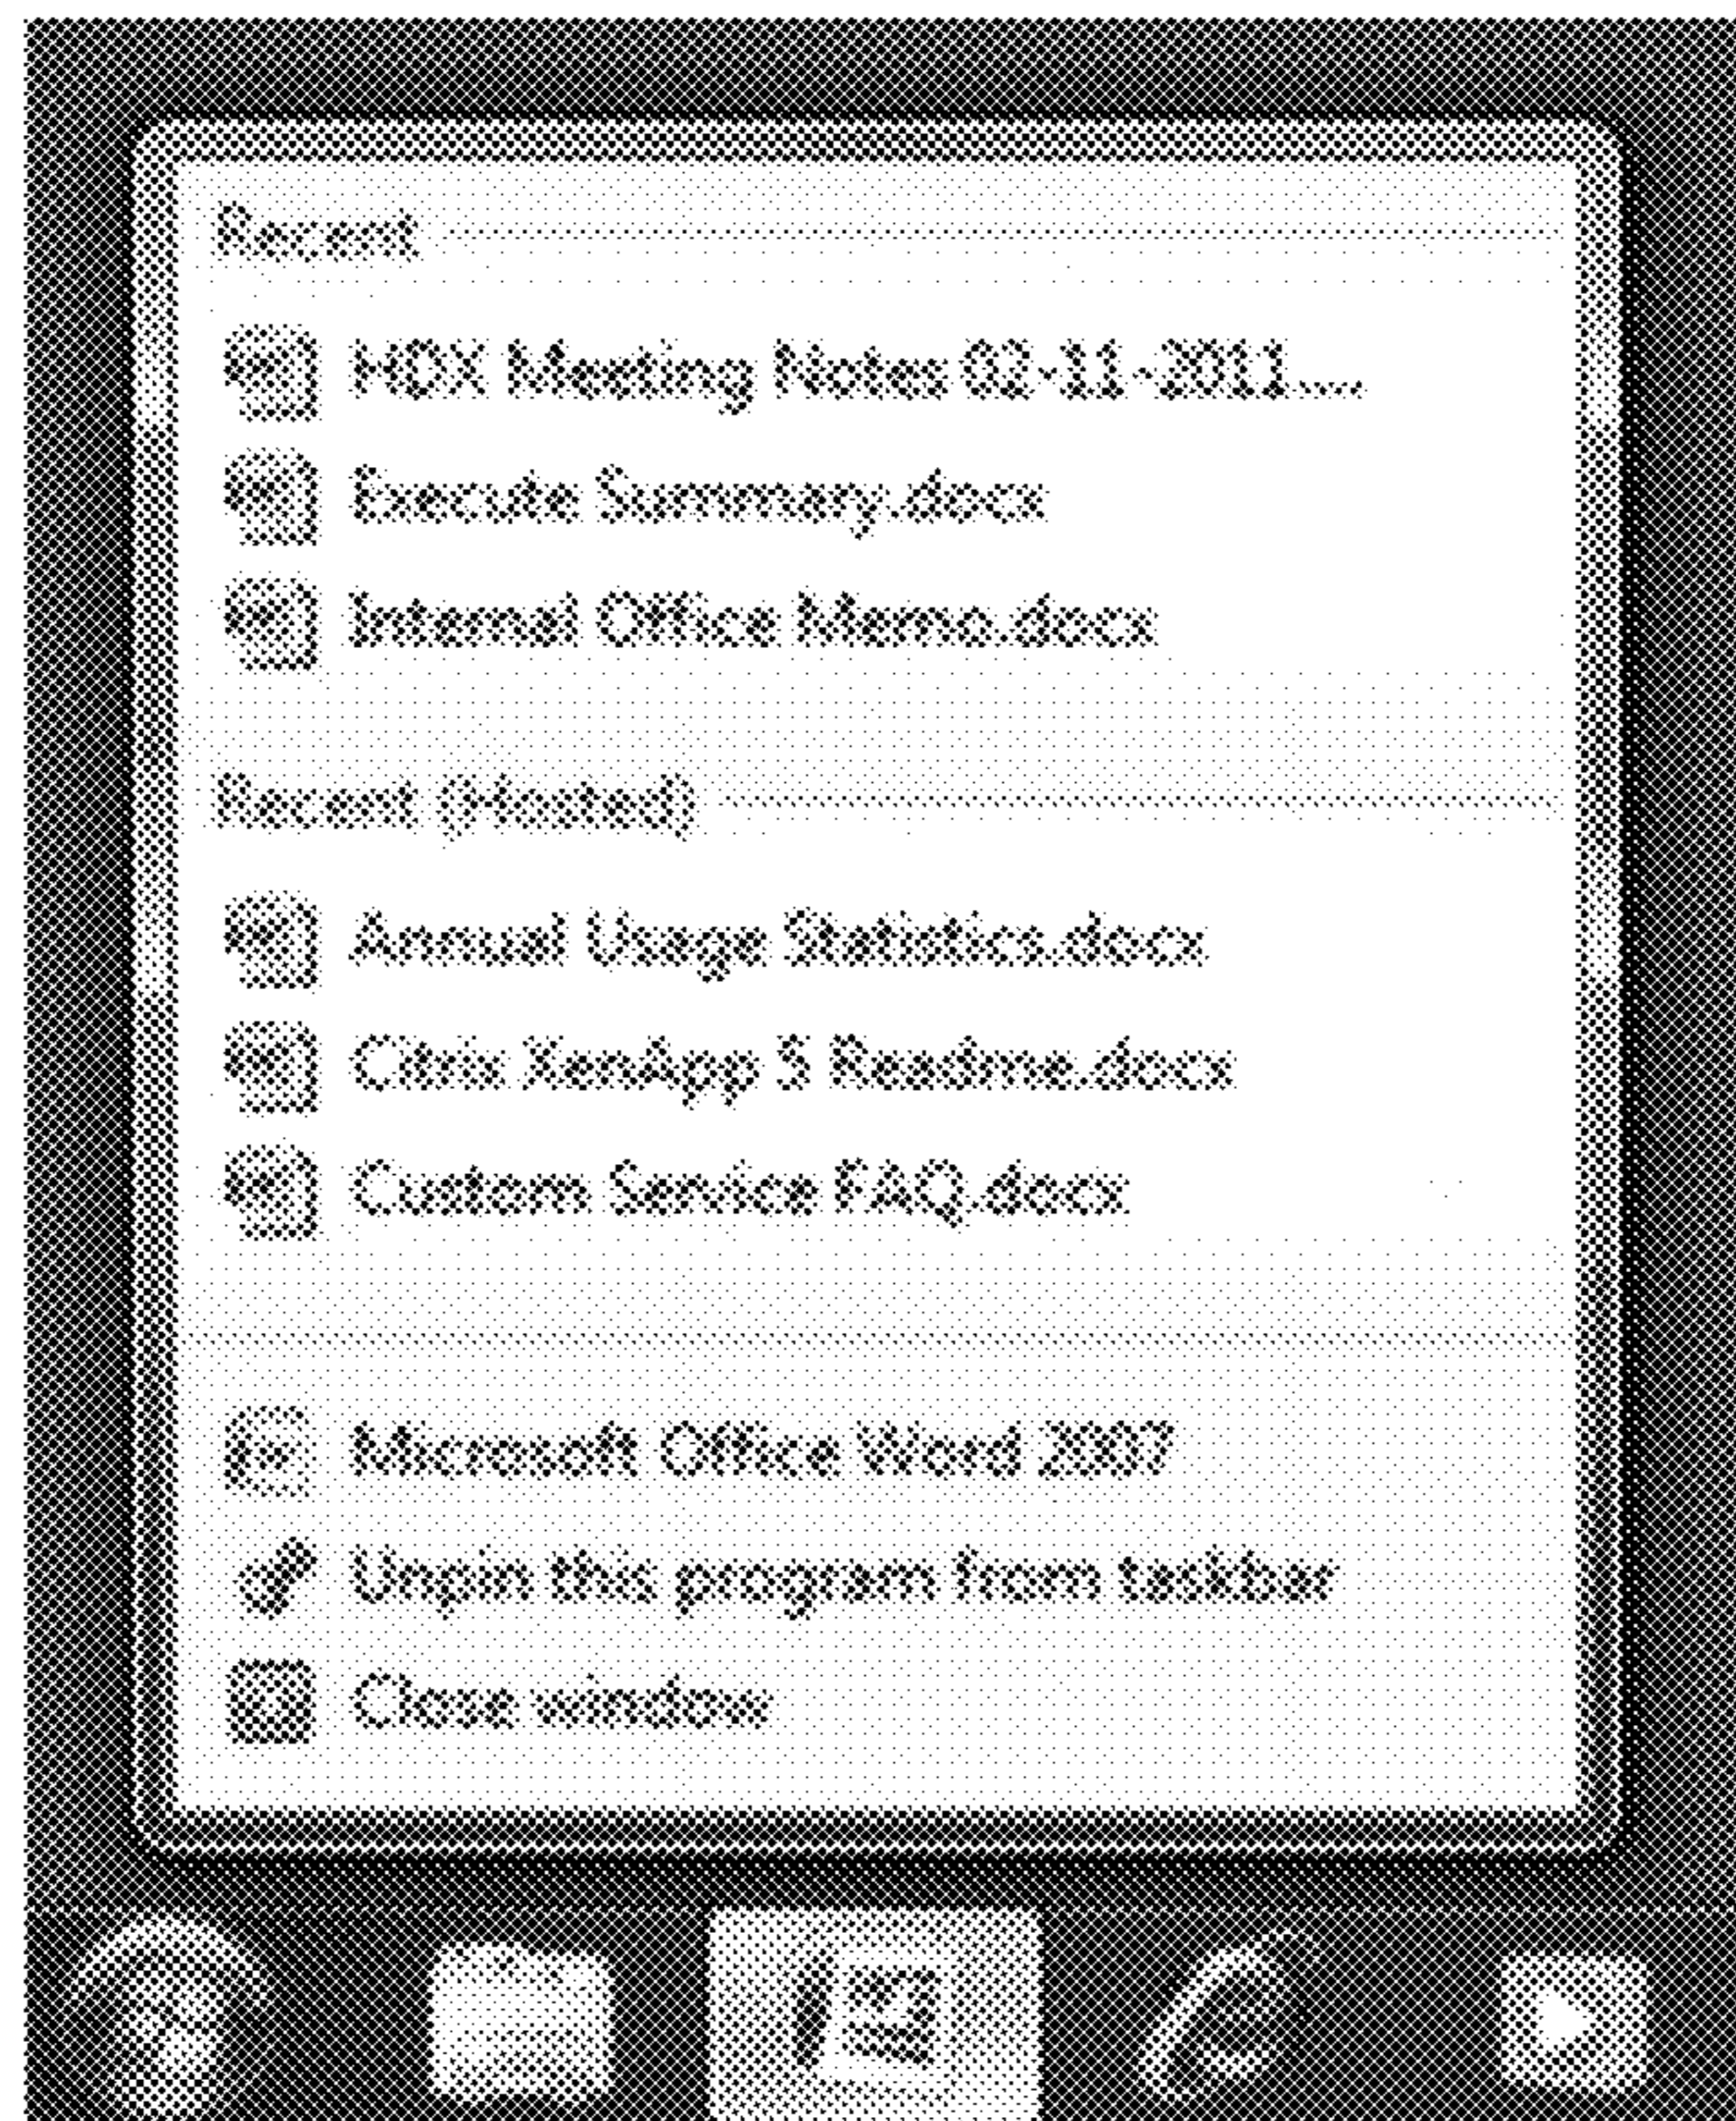 Recent
HDX Meeting Notes 02-11-2011....
Execute Summary.docx
Internal Office Memo.docx
Recent (Hosted)
Annual Usage Statistics.docx
Citrix XenApp 5 Readme.docx
Custom Service FAQ.docx
Microsoft Office Word 2007
Unpin this program from taskbar
Close window